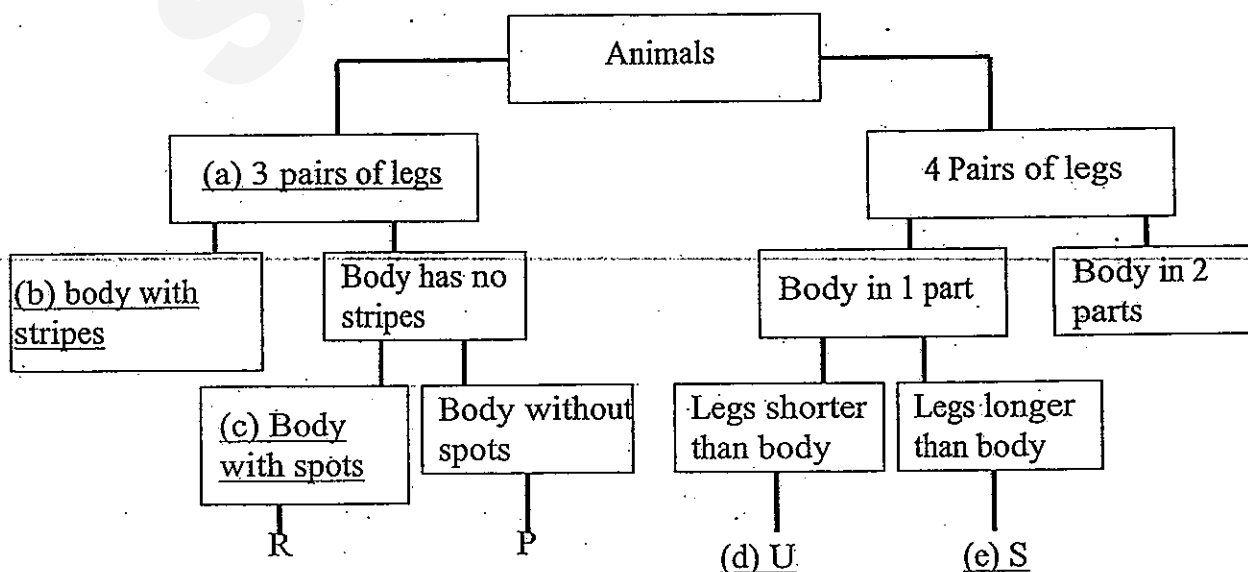 Animals
(a) 3 pairs of legs
4 Pairs of legs
(b) body with
stripes
Body has no
stripes
Body in 1 part
Body in 2
parts
(c) Body
with spots
Body without
spots
Legs shorter
than body
Legs longer
than body
R
P
(d) U
(e) S